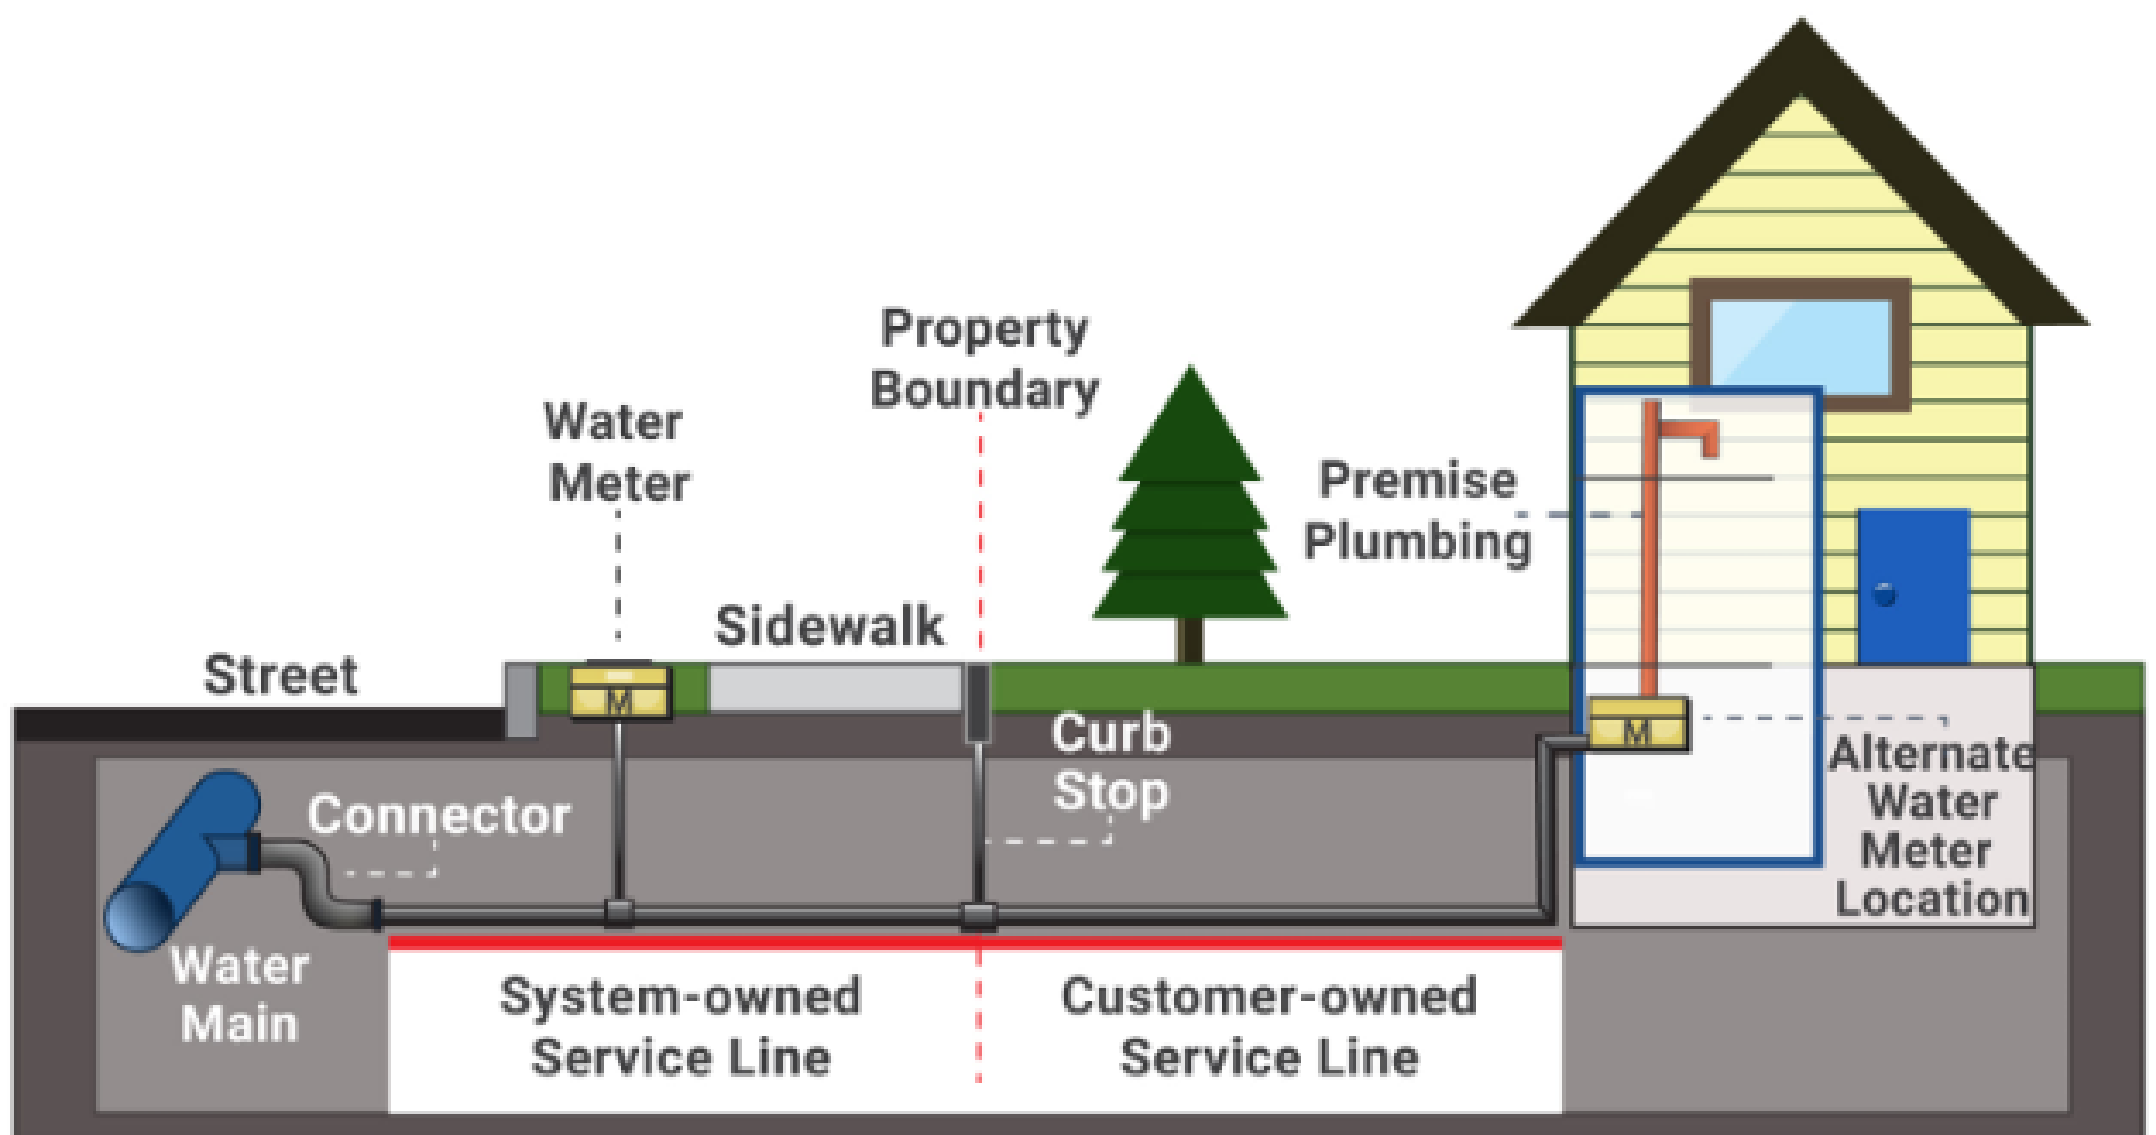 Property
Boundary
Water
Meter
Premise
Plumbing
Sidewalk
Street
M
M
Curb
Stop
Alternate
Water
Meter
Location
Connector
Water
Main
System-owned
Service Line
Customer-owned
Service Line